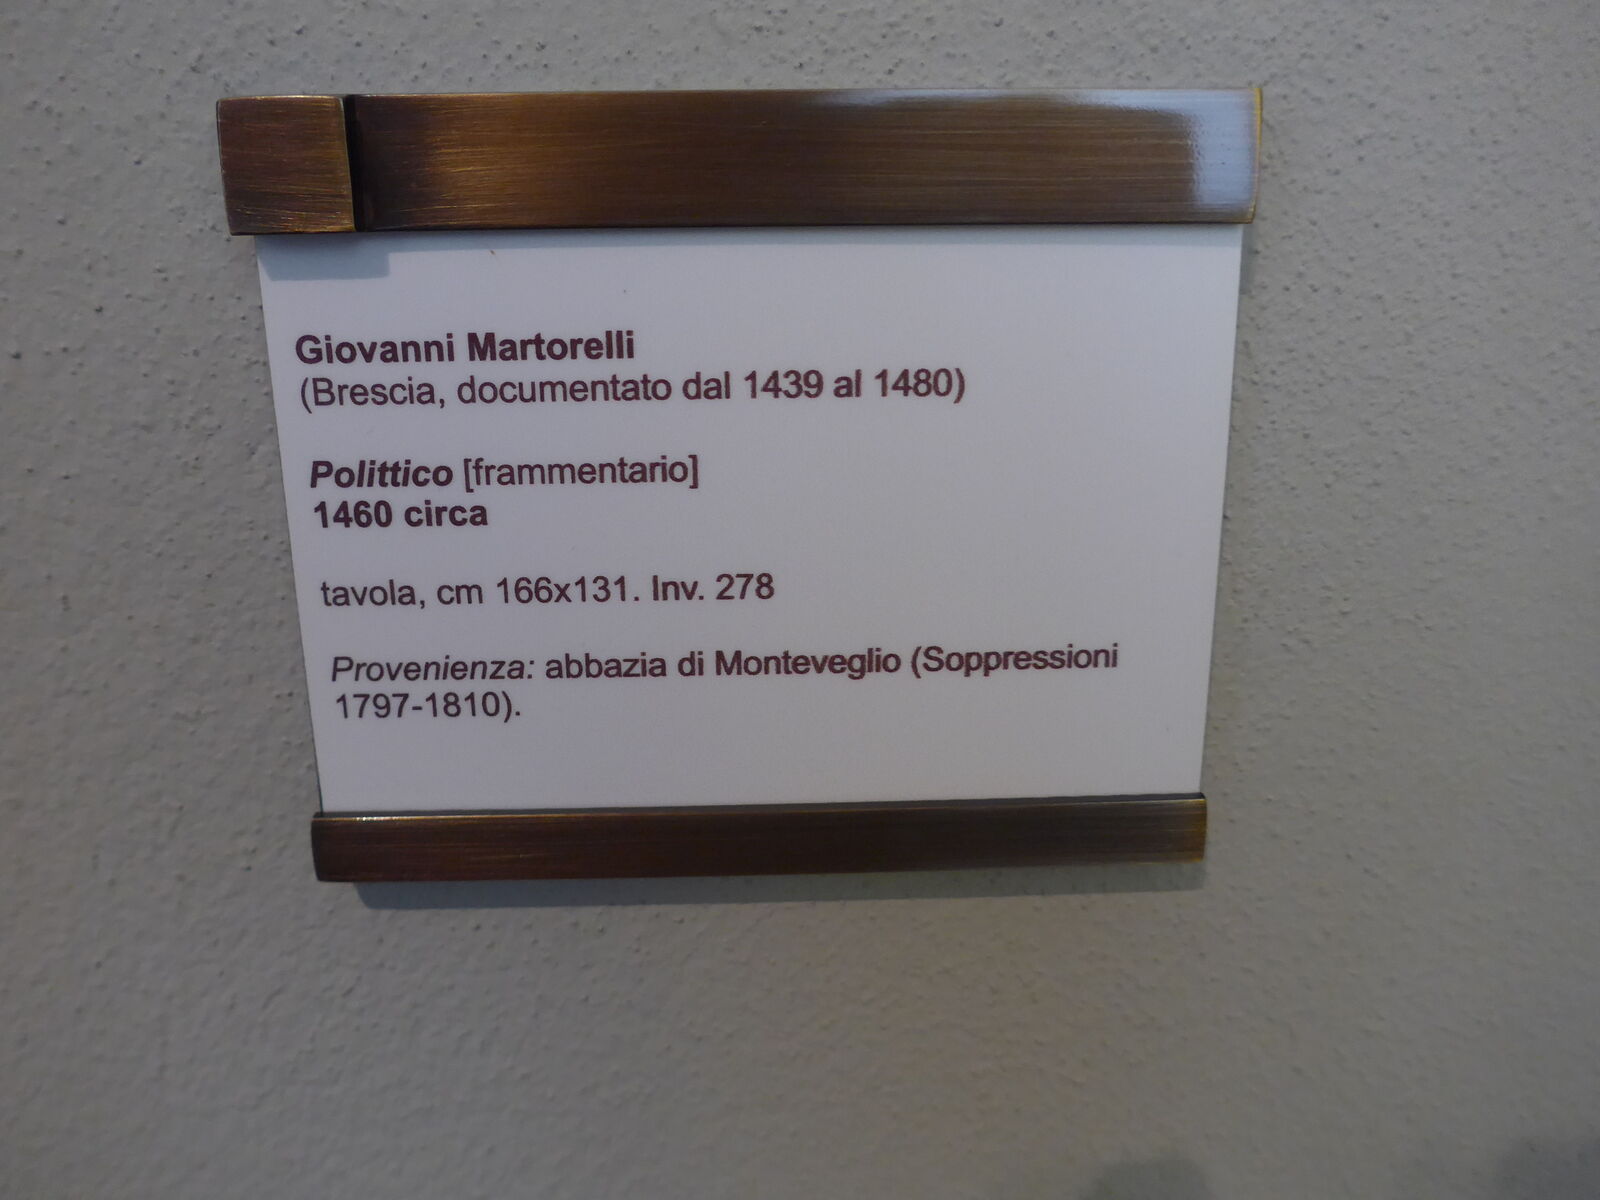 Giovanni Martorelli
(Brescia, documentato dal 1439 al 1480)
Polittico [frammentario]
1460 circa
tavola, cm 166x131. Inv. 278
Provenienza: abbazia di Monteveglio (Soppressioni
1797-1810).